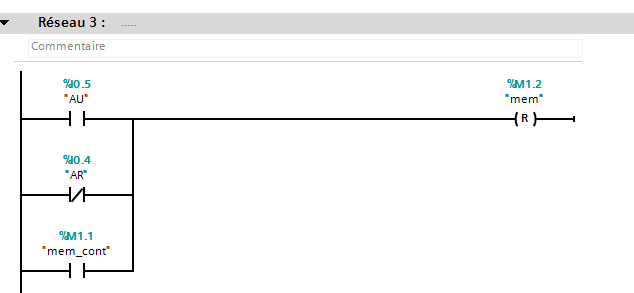 Réseau 3 : .....
Commentaire
%I0.5
"AU"
%M1.2
"mem"
R
%I0.4
"AR"
%M1.1
"mem_cont"